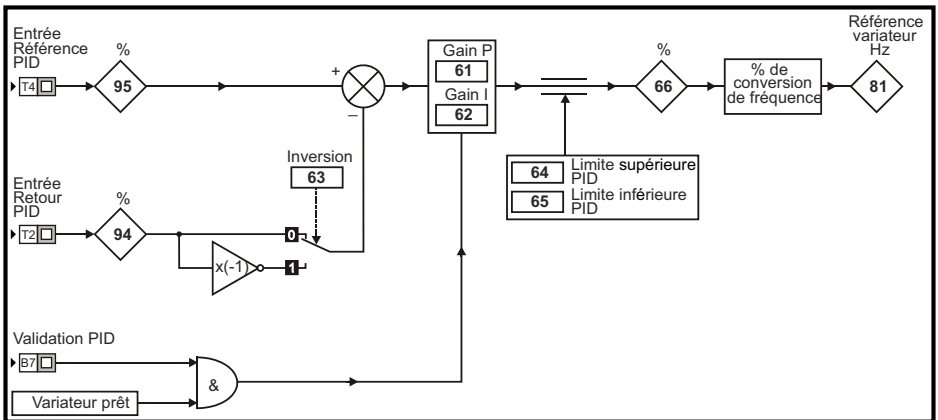 Entrée
Référence
PID
T4
%
95
+
–
Gain P
61
Gain I
62
%
66
% de
conversion
de fréquence
Référence
variateur
Hz
81
Inversion
63
64
Limite supérieure
PID
65
Limite inférieure
PID
Entrée
Retour
PID
T2
%
94
0
x(-1)
1
Validation PID
B7
&
Variateur prêt